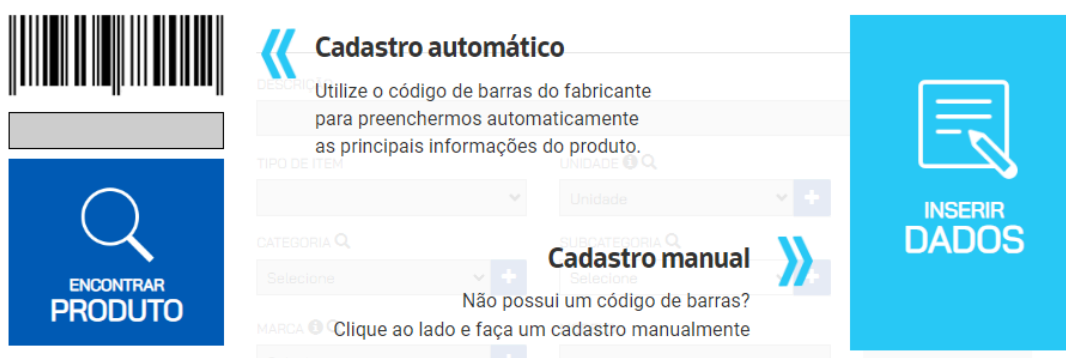 Cadastro automático
DESCRIÇÃO
Utilize o código de barras do fabricante
para preenchermos automaticamente
as principais informações do produto.
TIPO DE ITEM
UNIDADE
Unidade
CATEGORIA
SUBCATEGORIA
Selecione
Selecione
MARCA
ENCONTRAR
PRODUTO
Cadastro manual
Não possui um código de barras?
Clique ao lado e faça um cadastro manualmente
INSERIR
DADOS